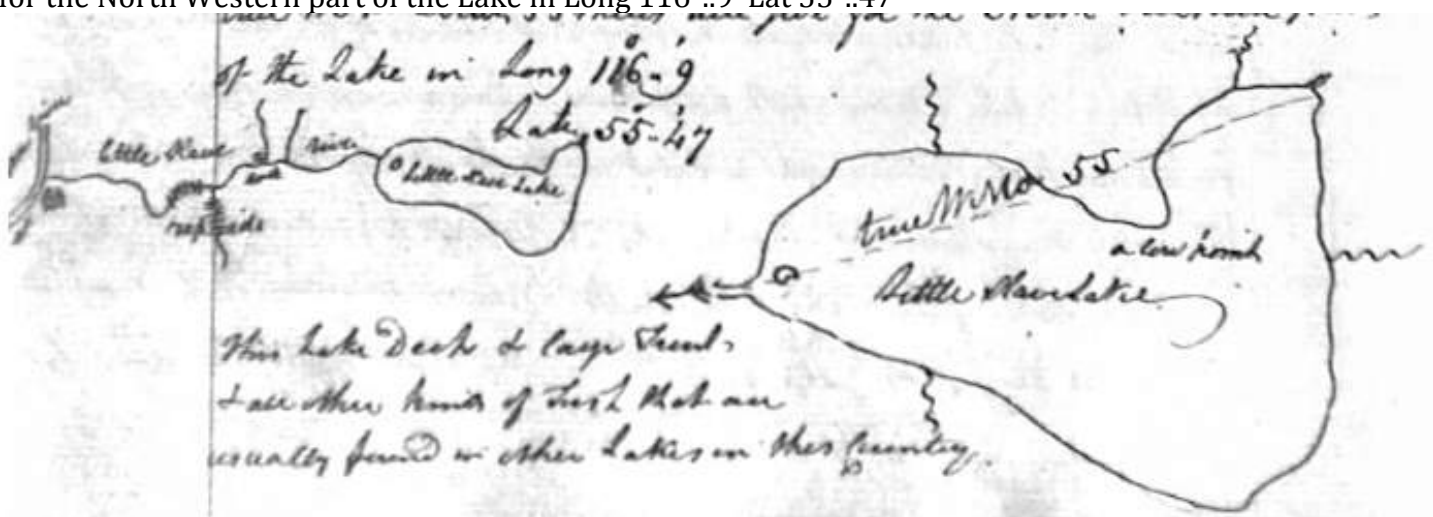 for the North Western part of the Lake in Long 116°..9' Lat 55°..47'
of the Lake in Long 116°..9'
Lat 55°..47'
little Slave river
Little Slave Lake
rapids
true 55
a low point
Little Slave Lake
This Lake Deep & large Trout
& all other kinds of Fish that are
usually found in other Lakes in this Country.